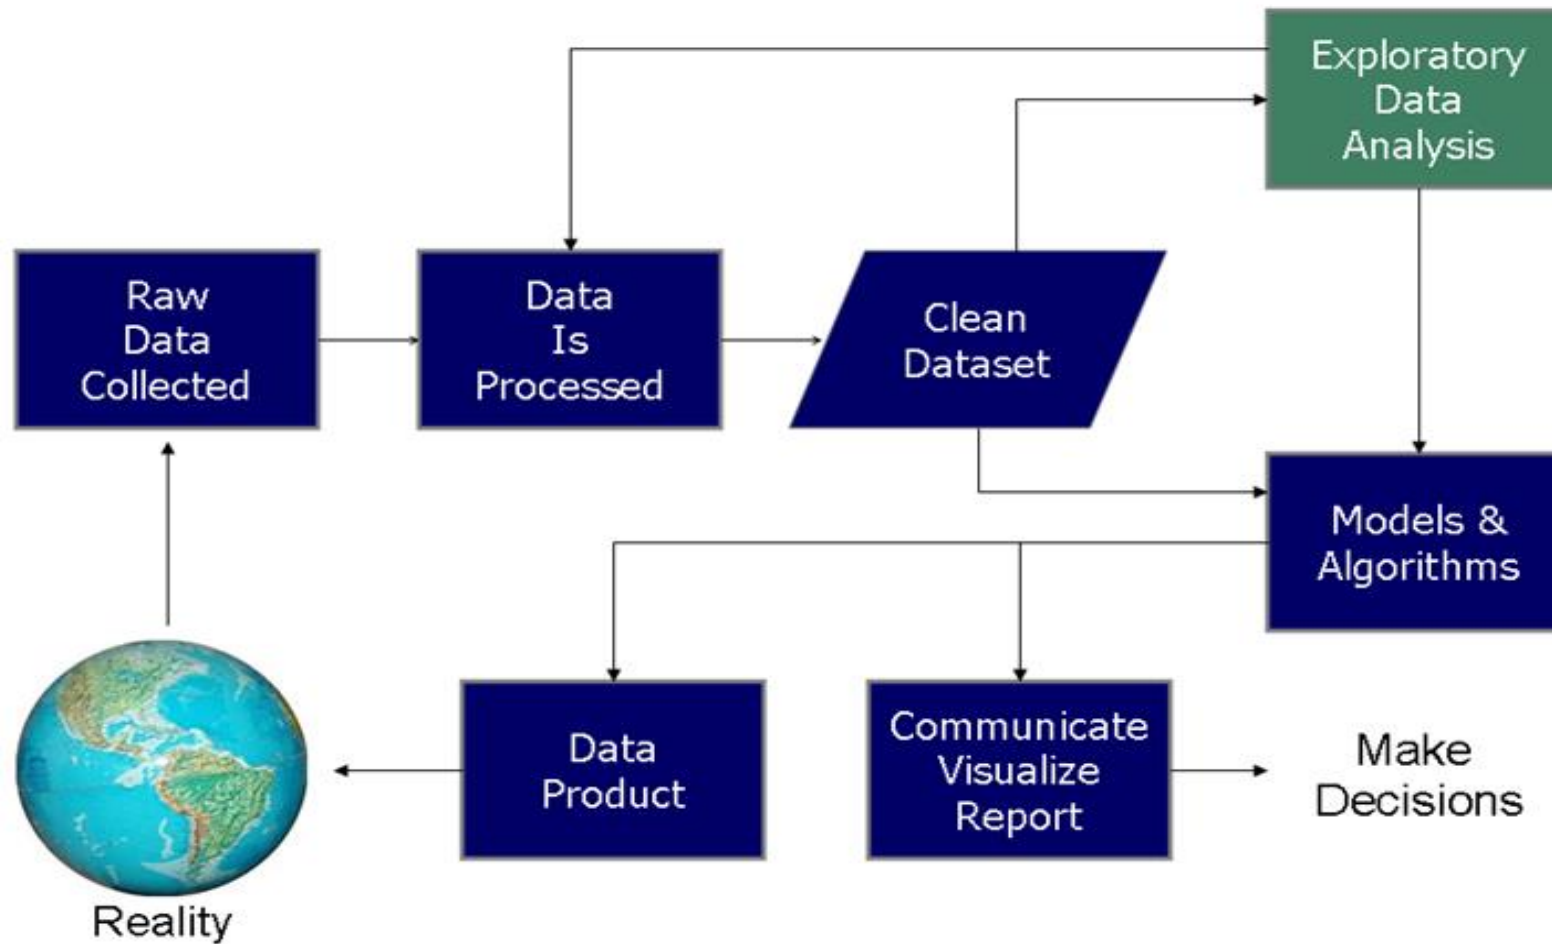 Exploratory
Data
Analysis
Raw
Data
Collected
Data
Is
Processed
Clean
Dataset
Models &
Algorithms
Data
Product
Communicate
Visualize
Report
Make
Decisions
Reality